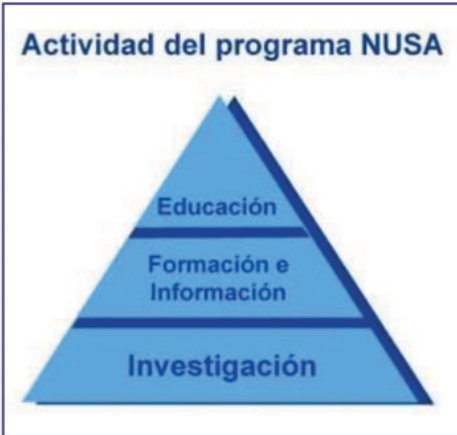 Actividad del programa NUSA
Educación
Formación e
Información
Investigación